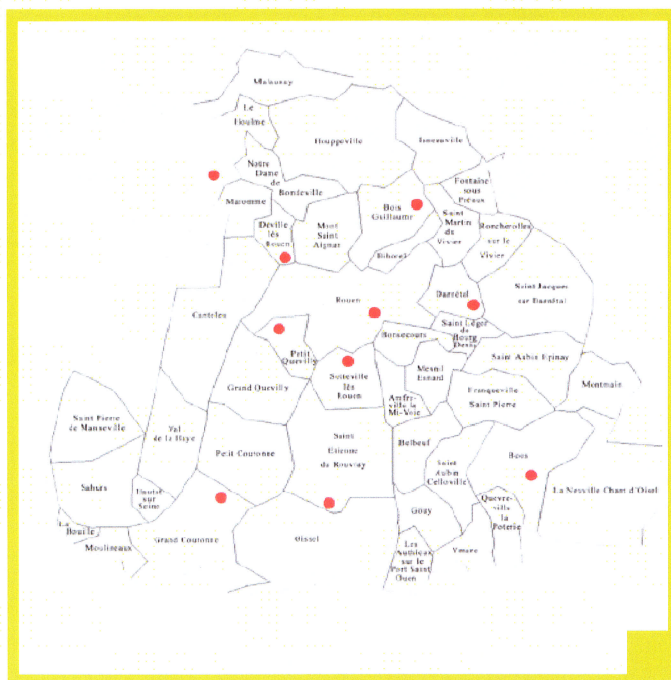 Malaunay
Le
Houlme
Houppeville
Isneauville
Notre
Dame
de
Bondeville
Fontaine
sous
Préaux
Maromme
Bois
Guillaume
Saint
Martin
du
Vivier
Roncherolles
sur le
Vivier
Déville
lès
Rouen
Mont
Saint
Aignan
Bihorel
Saint Jacques
sur Darnétal
Darnétal
Rouen
Canteleu
Saint Léger
du
Bourg
Denis
Bonsecours
Petit
Quevilly
Saint Aubin Epinay
Sotteville
lès
Rouen
Mesnil
Esnard
Grand Quevilly
Franqueville
Saint Pierre
Montmain
Amfre-
ville la
Mi-Voie
Saint Pierre
de Manneville
Val
de la Haye
Petit Couronne
Saint
Etienne
du Rouvray
Belbeuf
Boos
Saint
Aubin
Celloville
Sahurs
Hautot
sur
Seine
La Neuville Chant d'Oisel
Quevre-
ville la
Poterie
Gouy
La
Bouille
Moulineaux
Grand Couronne
Oissel
Les
Authieux
sur le
Port Saint
Ouen
Ymare